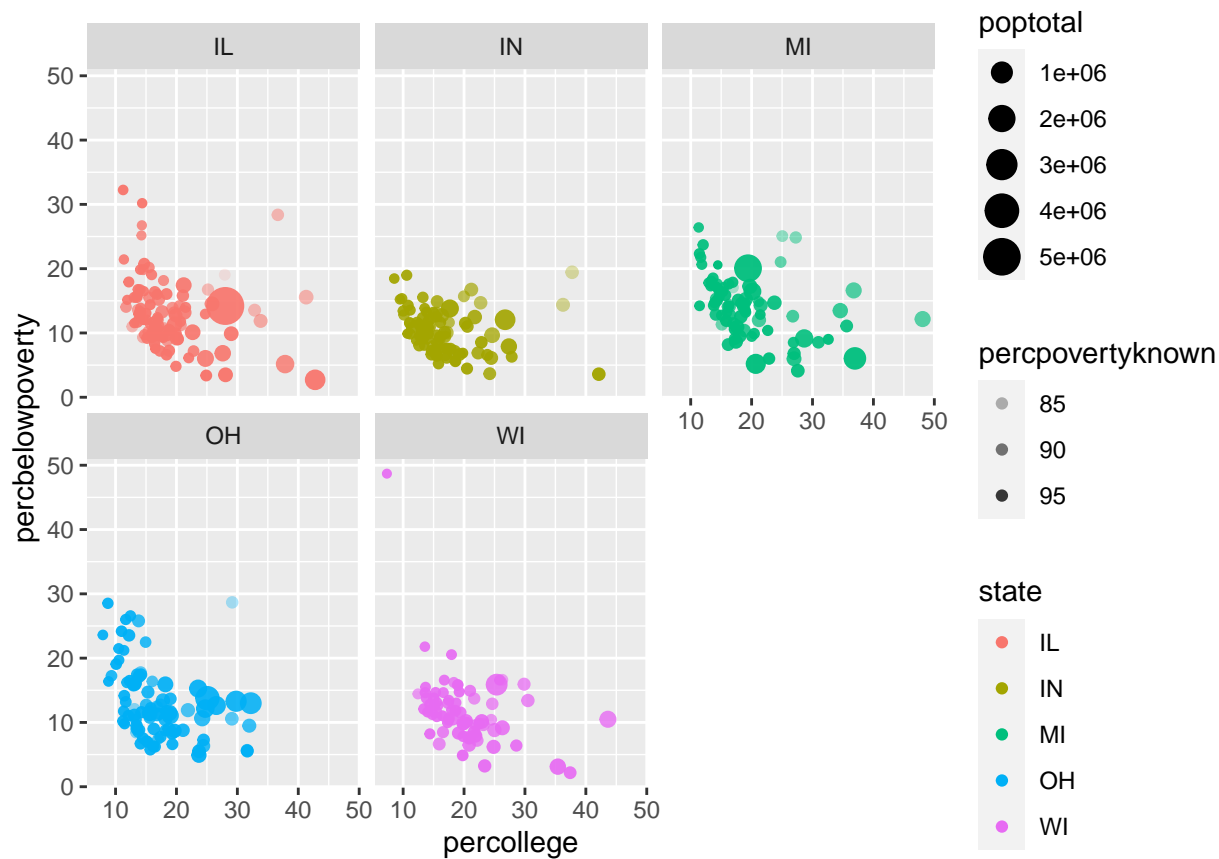 IL IN MI
50
40
30
20
10
0
10 20 30 40 50
OH WI
50
40
30
20
10
0
10 20 30 40 50 10 20 30 40 50
percbelowpoverty
percollege
poptotal
1e+06
2e+06
3e+06
4e+06
5e+06
percpovertyknown
85
90
95
state
IL
IN
MI
OH
WI